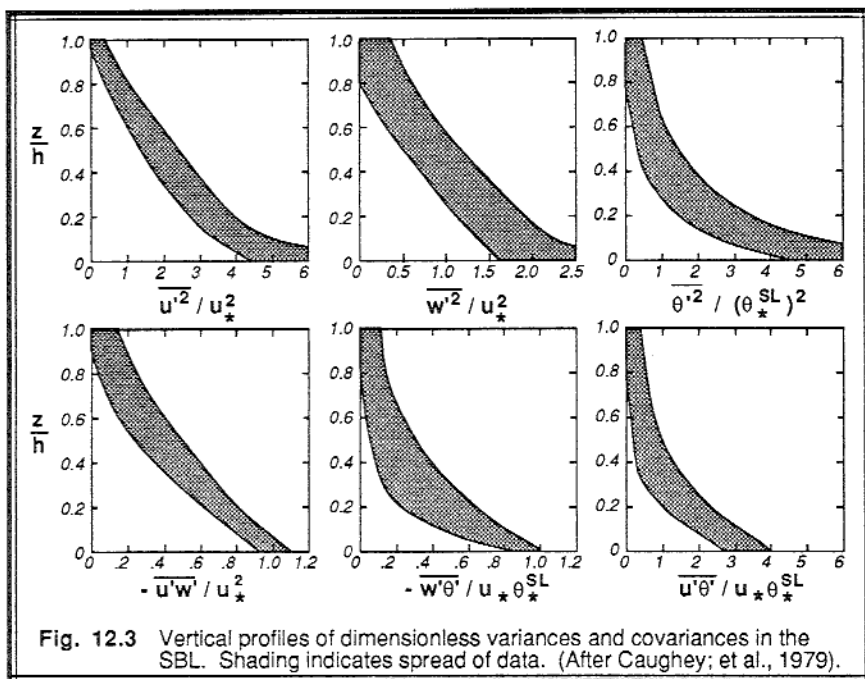 1.0 1.0 1.0
0.8 0.8 0.8
z/h 0.6 0.6 0.6
0.4 0.4 0.4
0.2 0.2 0.2
0 0 0
0 1 2 3 4 5 6 0 0.5 1.0 1.5 2.0 2.5 0 1 2 3 4 5 6
u'² / u⋆² w'² / u⋆² θ'² / (θ⋆^SL)²
1.0 1.0 1.0
0.8 0.8 0.8
z/h 0.6 0.6 0.6
0.4 0.4 0.4
0.2 0.2 0.2
0 0 0
0 .2 .4 .6 .8 1.0 1.2 0 .2 .4 .6 .8 1.0 1.2 0 1 2 3 4 5 6
- u'w' / u⋆² - w'θ' / u⋆ θ⋆^SL u'θ' / u⋆ θ⋆^SL
Fig. 12.3 Vertical profiles of dimensionless variances and covariances in the
SBL. Shading indicates spread of data. (After Caughey; et al., 1979).